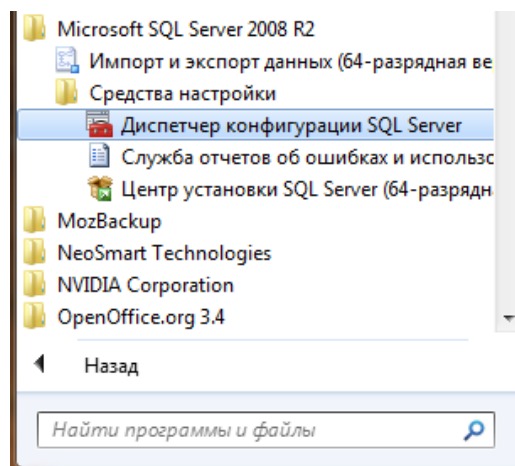 Microsoft SQL Server 2008 R2
Импорт и экспорт данных (64-разрядная ве
Средства настройки
Диспетчер конфигурации SQL Server
Служба отчетов об ошибках и использо
Центр установки SQL Server (64-разрядн
MozBackup
NeoSmart Technologies
NVIDIA Corporation
OpenOffice.org 3.4
Назад
Найти программы и файлы